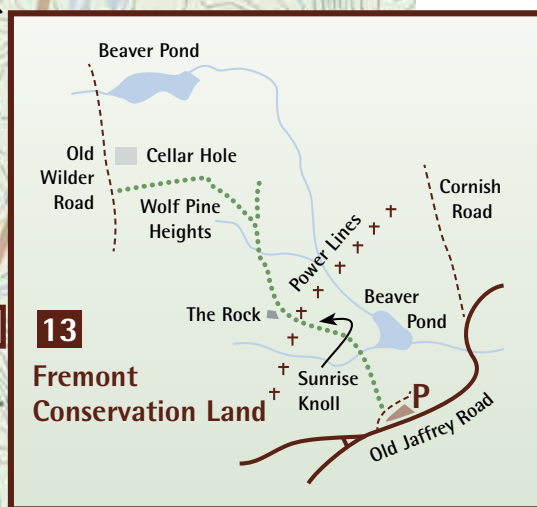 Beaver Pond
Old
Wilder
Road
Cellar Hole
Wolf Pine
Heights
Cornish
Road
Power Lines
The Rock
Beaver
Pond
13
Fremont
Conservation Land
Sunrise
Knoll
P
Old Jaffrey Road